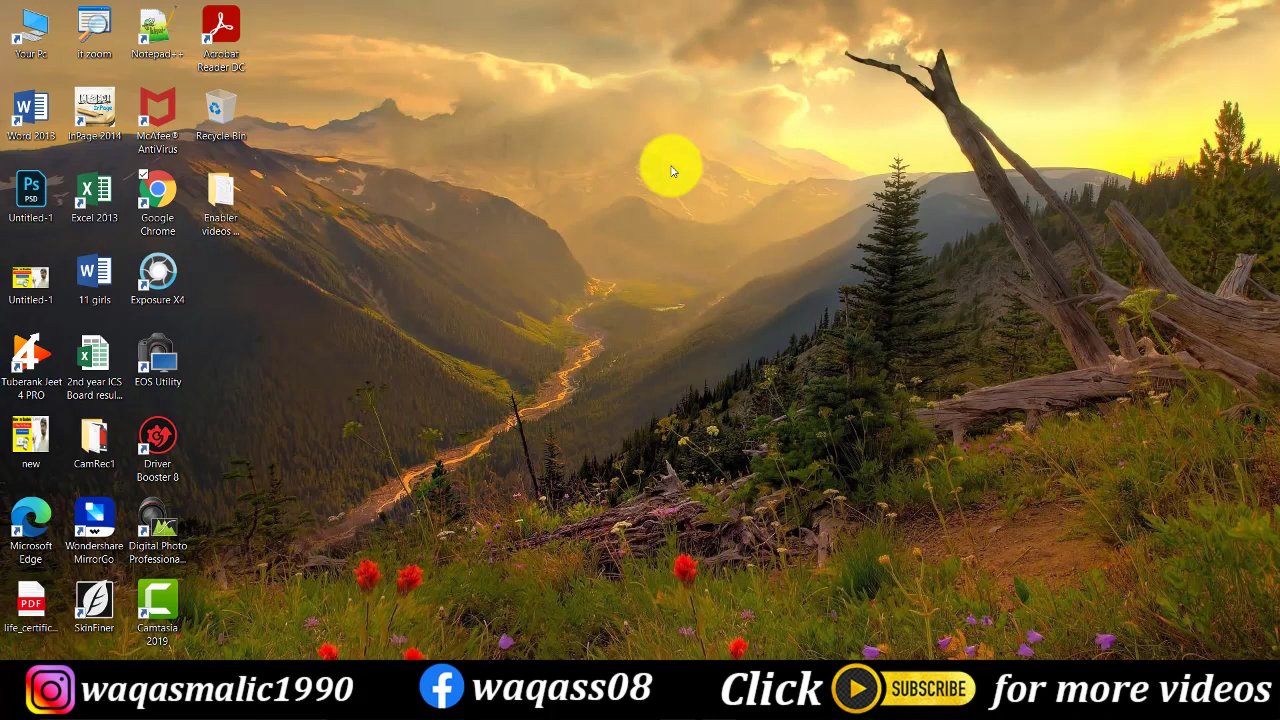 Your Pc
it zoom
Notepad++
Acrobat
Reader DC
Word 2013
InPage 2014
McAfee®
AntiVirus
Recycle Bin
Ps
PSD
Untitled-1
Excel 2013
Google
Chrome
Enabler
videos ...
Untitled-1
11 girls
Exposure X4
Tuberank Jeet
4 PRO
2nd year ICS
Board resul...
EOS Utility
new
CamRec1
Driver
Booster 8
Microsoft
Edge
Wondershare
MirrorGo
Digital Photo
Professiona...
PDF
life_certific...
SkinFiner
Camtasia
2019
waqasmalic1990
waqass08
Click
SUBSCRIBE
for more videos